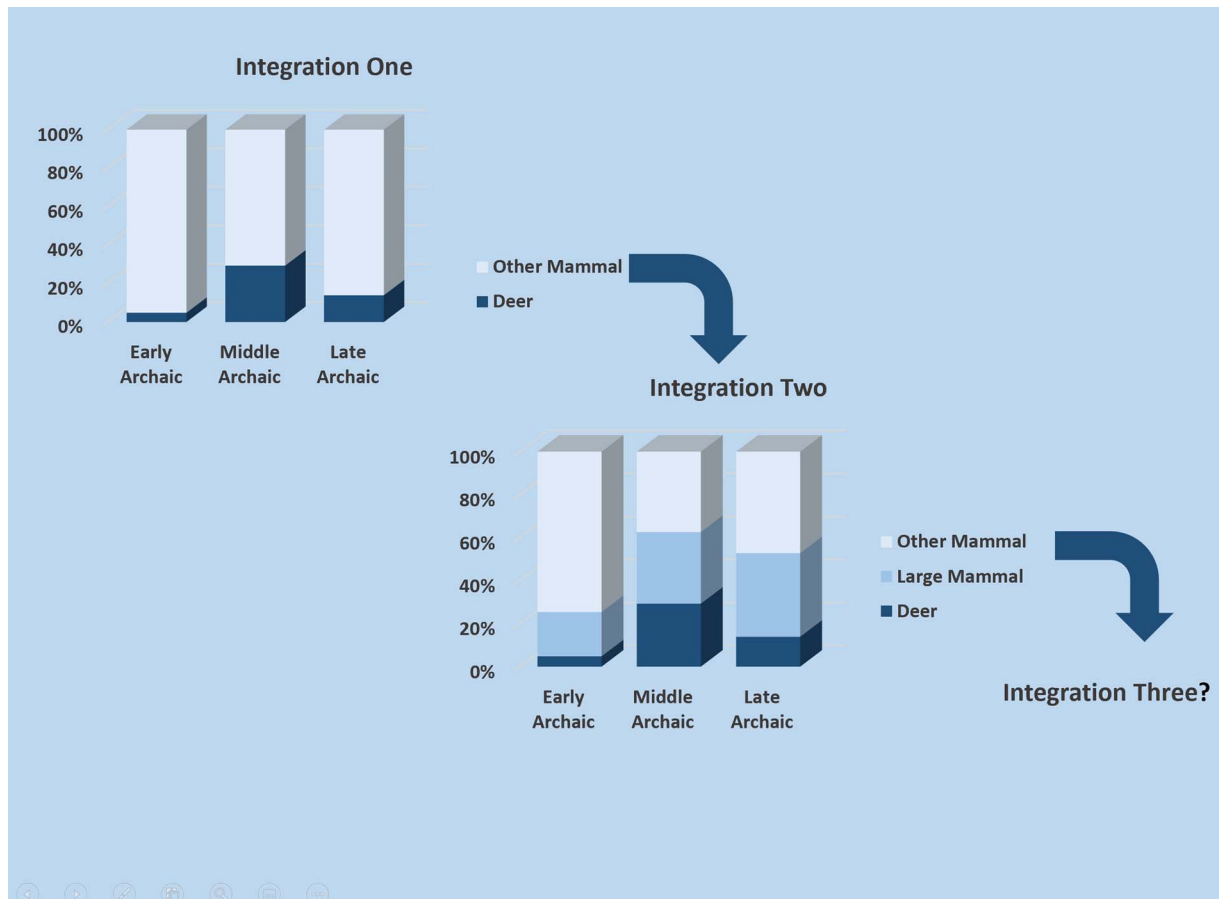 Integration One
100%
80%
60%
40%
20%
0%
Early
Archaic
Middle
Archaic
Late
Archaic
Other Mammal
Deer
Integration Two
100%
80%
60%
40%
20%
0%
Early
Archaic
Middle
Archaic
Late
Archaic
Other Mammal
Large Mammal
Deer
Integration Three?